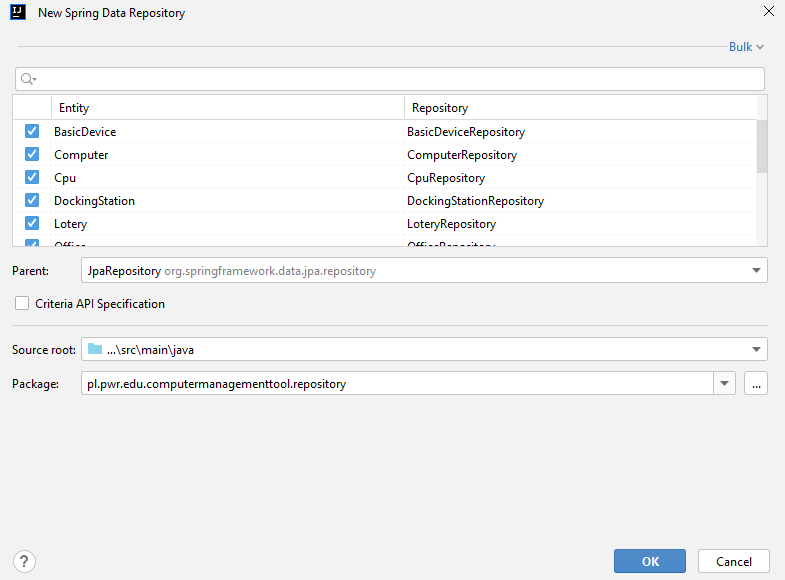 New Spring Data Repository
Bulk
Entity Repository
BasicDevice BasicDeviceRepository
Computer ComputerRepository
Cpu CpuRepository
DockingStation DockingStationRepository
Lotery LoteryRepository
Office OfficeRepository
Parent: JpaRepository org.springframework.data.jpa.repository
Criteria API Specification
Source root: ...\src\main\java
Package: pl.pwr.edu.computermanagementtool.repository ...
? OK Cancel